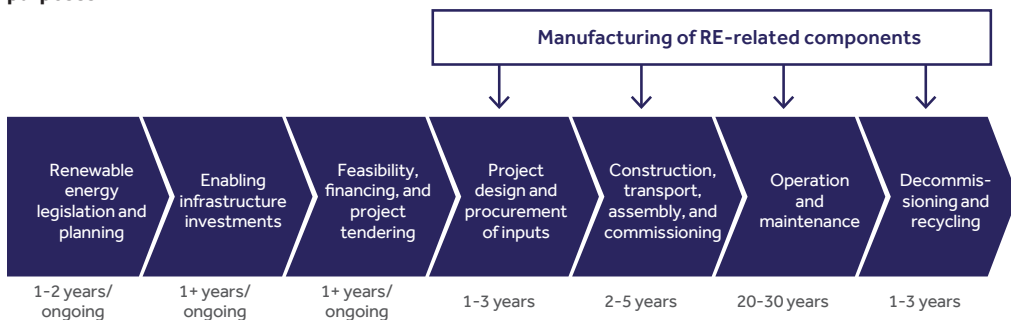 Manufacturing of RE-related components
Renewable
energy
legislation and
planning
Enabling
infrastructure
investments
Feasibility,
financing, and
project
tendering
Project
design and
procurement
of inputs
Construction,
transport,
assembly, and
commissioning
Operation
and
maintenance
Decommis-
sioning and
recycling
1-2 years/
ongoing
1+ years/
ongoing
1+ years/
ongoing
1-3 years
2-5 years
20-30 years
1-3 years